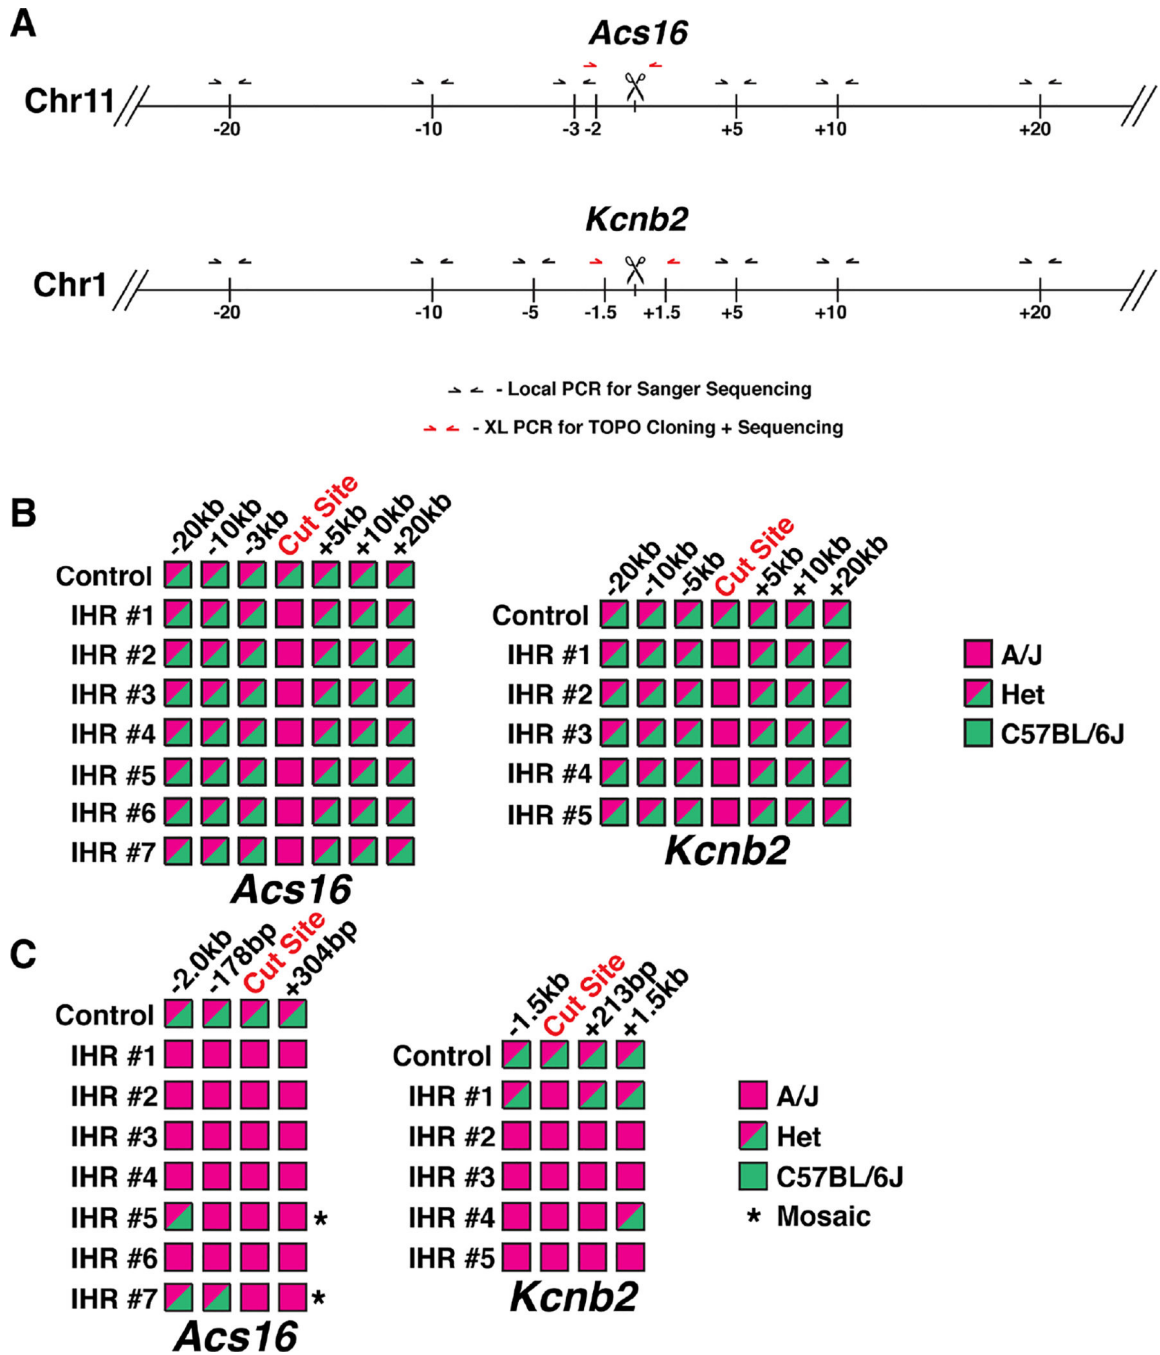 A
Acs16
Chr11
-20 -10 -3 -2 +5 +10 +20
Kcnb2
Chr1
-20 -10 -5 -1.5 +1.5 +5 +10 +20
- Local PCR for Sanger Sequencing
- XL PCR for TOPO Cloning + Sequencing
B
-20kb -10kb -3kb Cut Site +5kb +10kb +20kb
Control
IHR #1
IHR #2
IHR #3
IHR #4
IHR #5
IHR #6
IHR #7
Acs16
-20kb -10kb -5kb Cut Site +5kb +10kb +20kb
Control
IHR #1
IHR #2
IHR #3
IHR #4
IHR #5
Kcnb2
A/J
Het
C57BL/6J
C
-2.0kb -178bp Cut Site +304bp
Control
IHR #1
IHR #2
IHR #3
IHR #4
IHR #5 *
IHR #6
IHR #7 *
Acs16
-1.5kb Cut Site +213bp +1.5kb
Control
IHR #1
IHR #2
IHR #3
IHR #4
IHR #5
Kcnb2
A/J
Het
C57BL/6J
* Mosaic